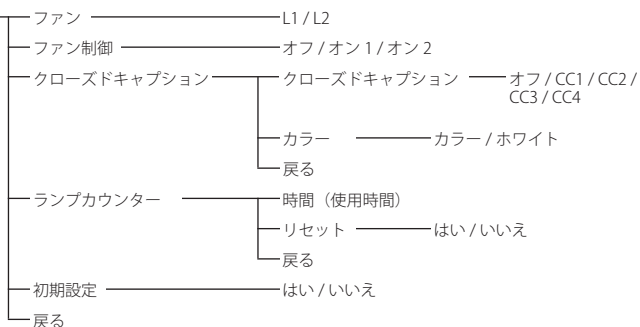 ファン L1 / L2
ファン制御 オフ / オン 1 / オン 2
クローズドキャプション クローズドキャプション オフ / CC1 / CC2 /
CC3 / CC4
カラー カラー / ホワイト
戻る
ランプカウンター 時間（使用時間）
リセット はい / いいえ
戻る
初期設定 はい / いいえ
戻る